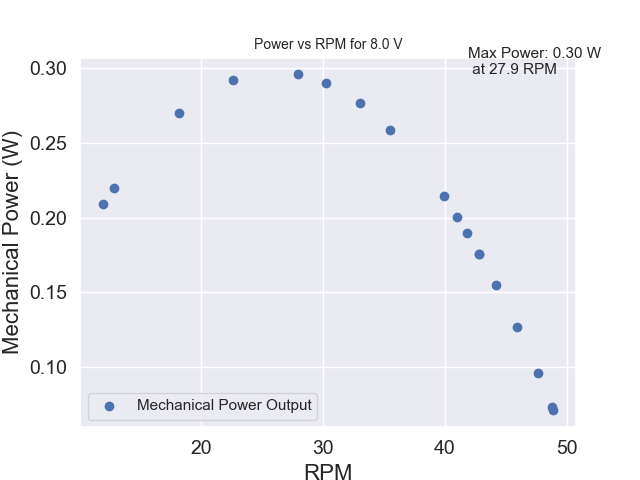 Power vs RPM for 8.0 V
Max Power: 0.30 W
at 27.9 RPM
0.30
0.25
0.20
0.15
0.10
Mechanical Power (W)
Mechanical Power Output
20
30
40
50
RPM